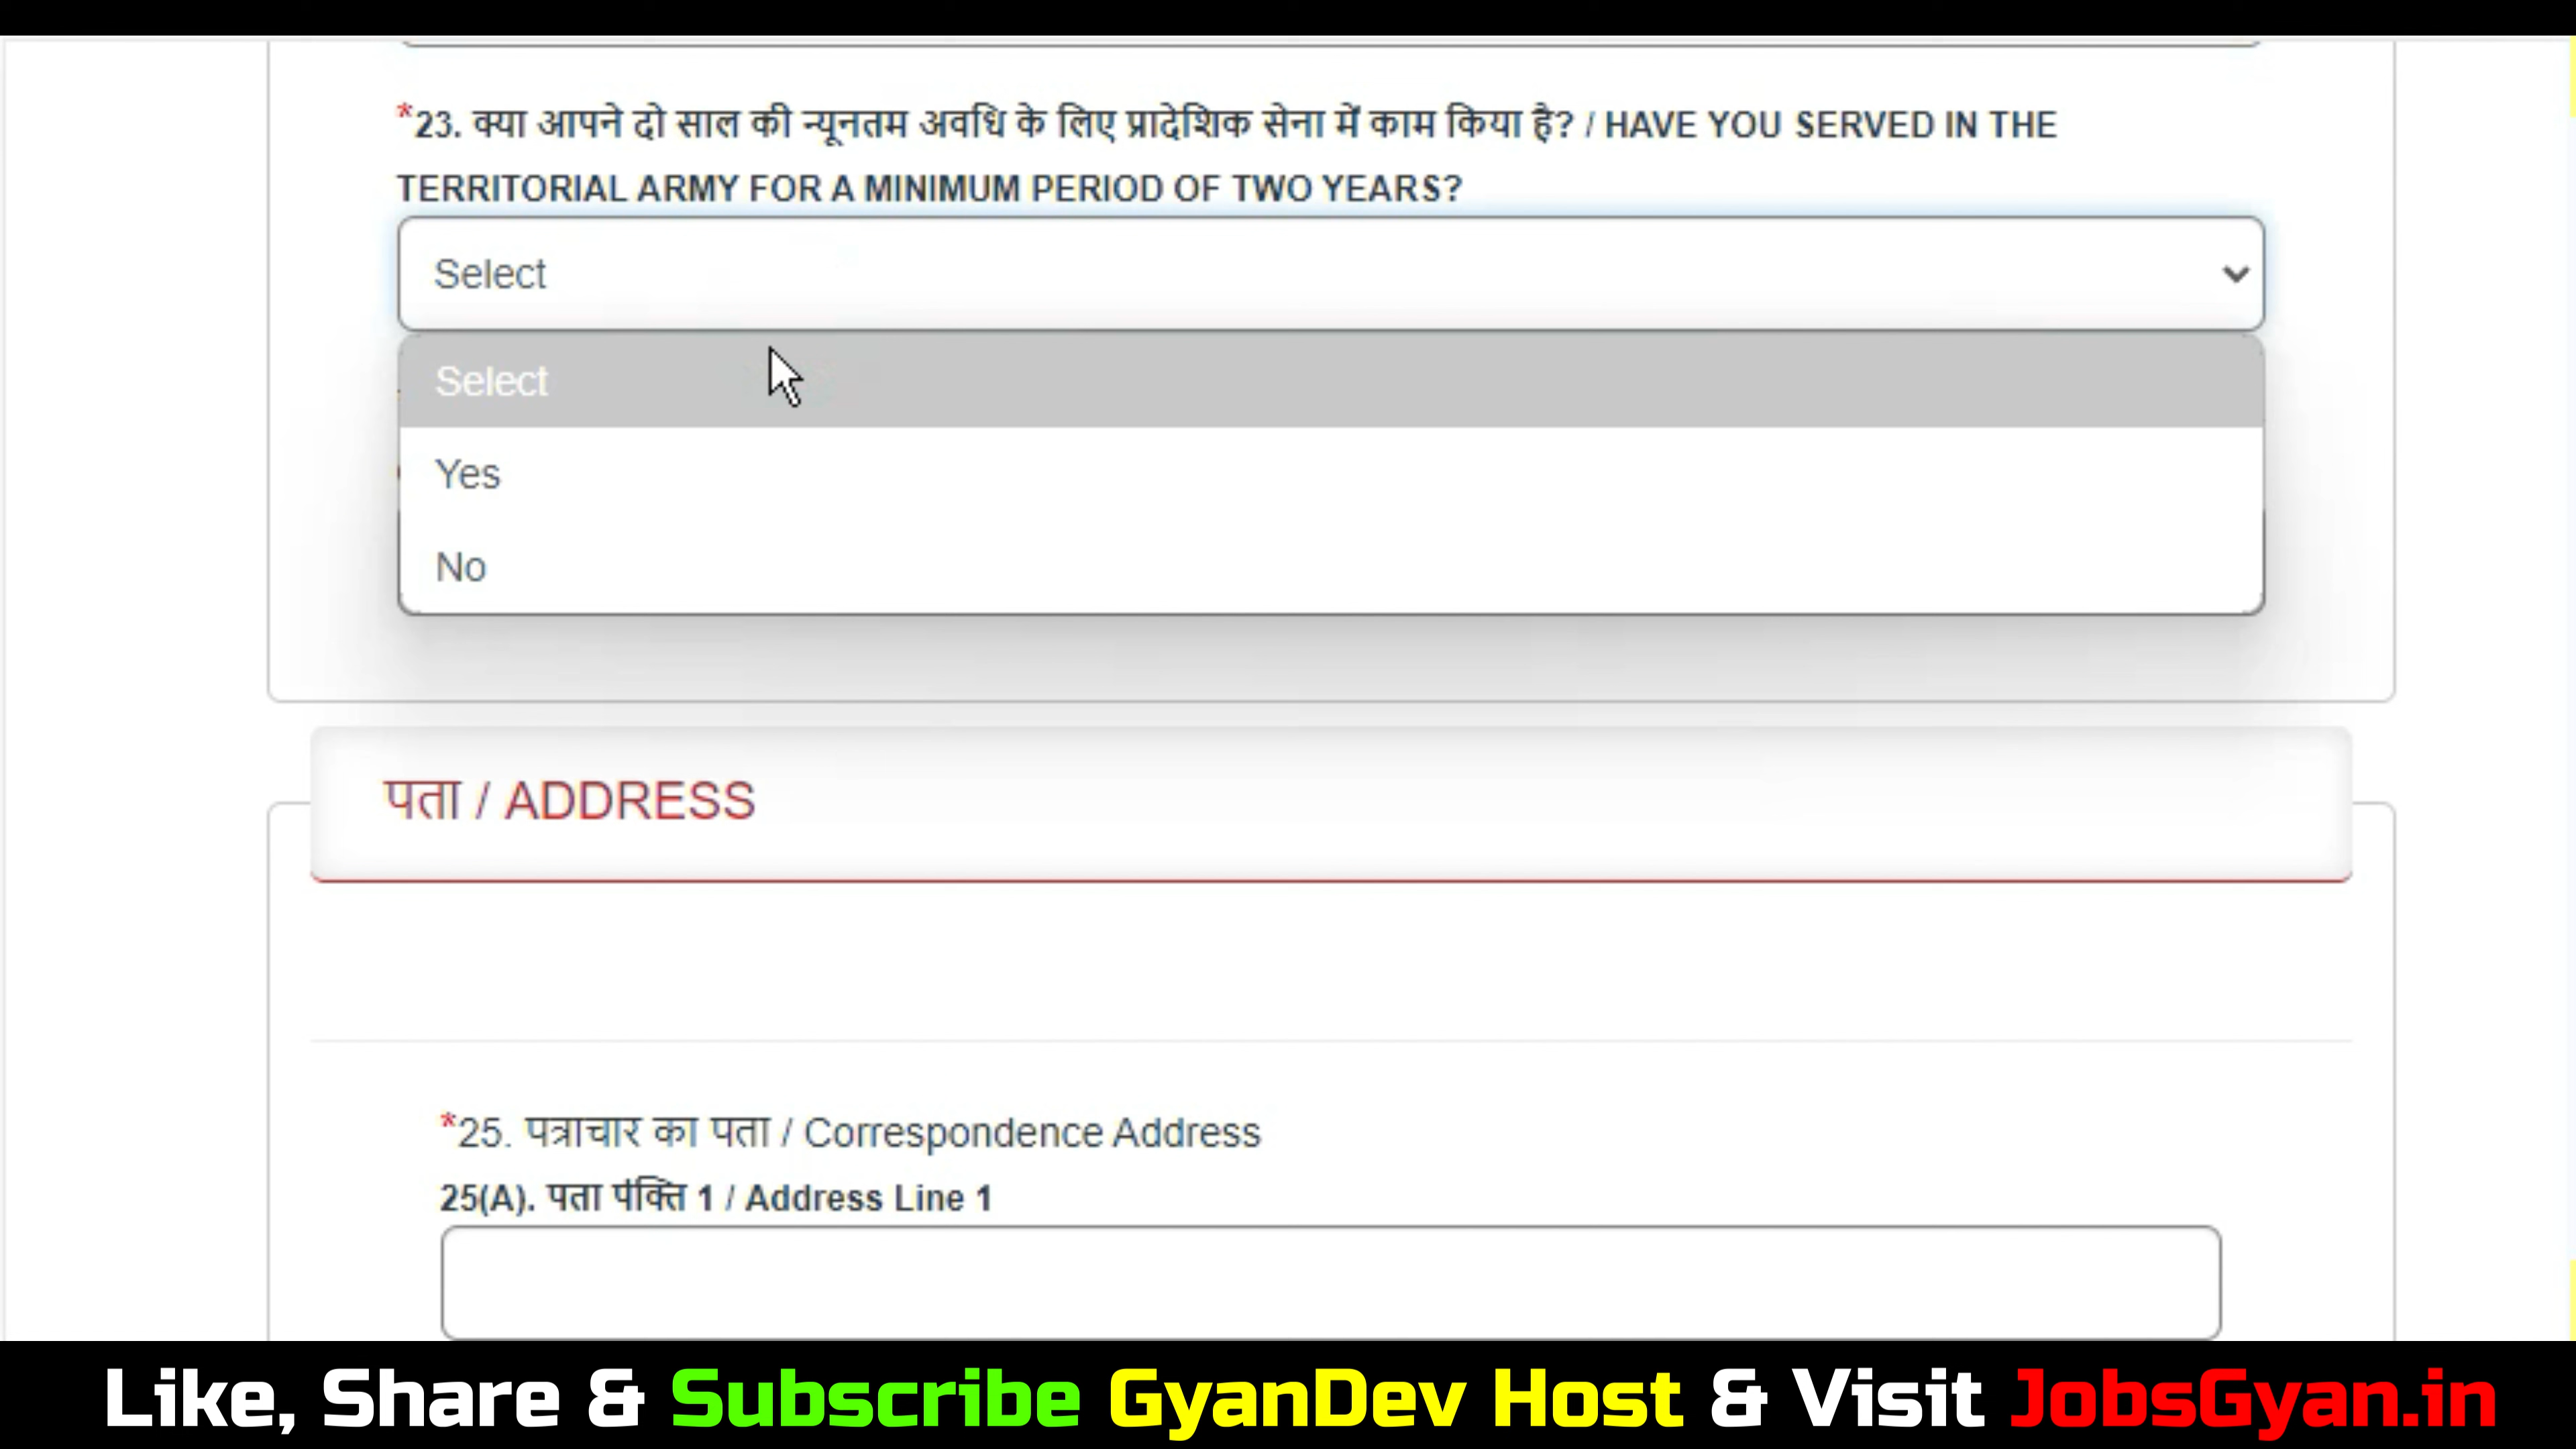 *23. क्या आपने दो साल की न्यूनतम अवधि के लिए प्रादेशिक सेना में काम किया है? / HAVE YOU SERVED IN THE
TERRITORIAL ARMY FOR A MINIMUM PERIOD OF TWO YEARS?
Select
Select
Yes
No
पता / ADDRESS
*25. पत्राचार का पता / Correspondence Address
25(A). पता पंक्ति 1 / Address Line 1
Like, Share & Subscribe GyanDev Host & Visit JobsGyan.in